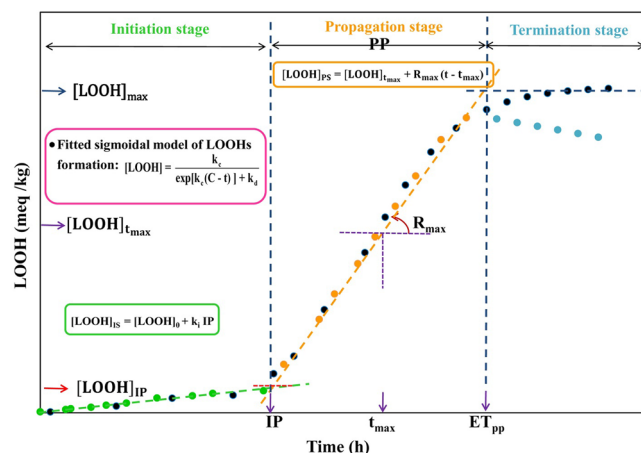 Initiation stage
Propagation stage
Termination stage
PP
[LOOH]PS = [LOOH]tmax + Rmax (t - tmax)
[LOOH]max
Fitted sigmoidal model of LOOHs
formation: [LOOH] = kc / exp[kc(C - t)] + kd
[LOOH]tmax
Rmax
[LOOH]IS = [LOOH]0 + ki IP
[LOOH]IP
LOOH (meq /kg)
IP
tmax
ETpp
Time (h)